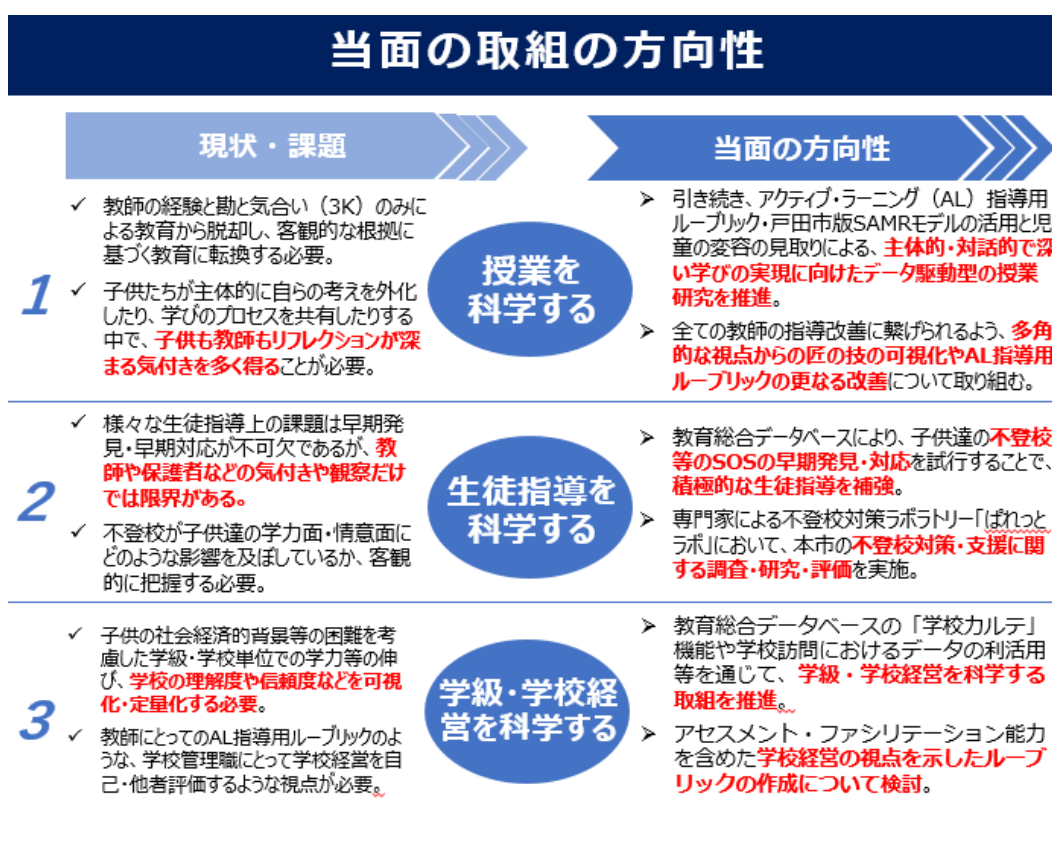 当面の取組の方向性
現状・課題
当面の方向性
1
✓ 教師の経験と勘と気合い（3K）のみに
よる教育から脱却し、客観的な根拠に
基づく教育に転換する必要。
✓ 子供たちが主体的に自らの考えを外化
したり、学びのプロセスを共有したりする
中で、子供も教師もリフレクションが深
まる気付きを多く得ることが必要。
授業を
科学する
➢ 引き続き、アクティブ・ラーニング（AL）指導用
ルーブリック・戸田市版SAMRモデルの活用と児
童の変容の見取りによる、主体的・対話的で深
い学びの実現に向けたデータ駆動型の授業
研究を推進。
➢ 全ての教師の指導改善に繋げられるよう、多角
的な視点からの匠の技の可視化やAL指導用
ルーブリックの更なる改善について取り組む。
2
✓ 様々な生徒指導上の課題は早期発
見・早期対応が不可欠であるが、教
師や保護者などの気付きや観察だけ
では限界がある。
✓ 不登校が子供達の学力面・情意面に
どのような影響を及ぼしているか、客観
的に把握する必要。
生徒指導を
科学する
➢ 教育総合データベースにより、子供達の不登校
等のSOSの早期発見・対応を試行することで、
積極的な生徒指導を補強。
➢ 専門家による不登校対策ラボラトリー「ぱれっと
ラボ」において、本市の不登校対策・支援に関
する調査・研究・評価を実施。
3
✓ 子供の社会経済的背景等の困難を考
慮した学級・学校単位での学力等の伸
び、学校の理解度や信頼度などを可視
化・定量化する必要。
✓ 教師にとってのAL指導用ルーブリックのよ
うな、学校管理職にとって学校経営を自
己・他者評価するような視点が必要。
学級・学校経
営を科学する
➢ 教育総合データベースの「学校カルテ」
機能や学校訪問におけるデータの利活用
等を通じて、学級・学校経営を科学する
取組を推進。
➢ アセスメント・ファシリテーション能力
を含めた学校経営の視点を示したルーブ
リックの作成について検討。